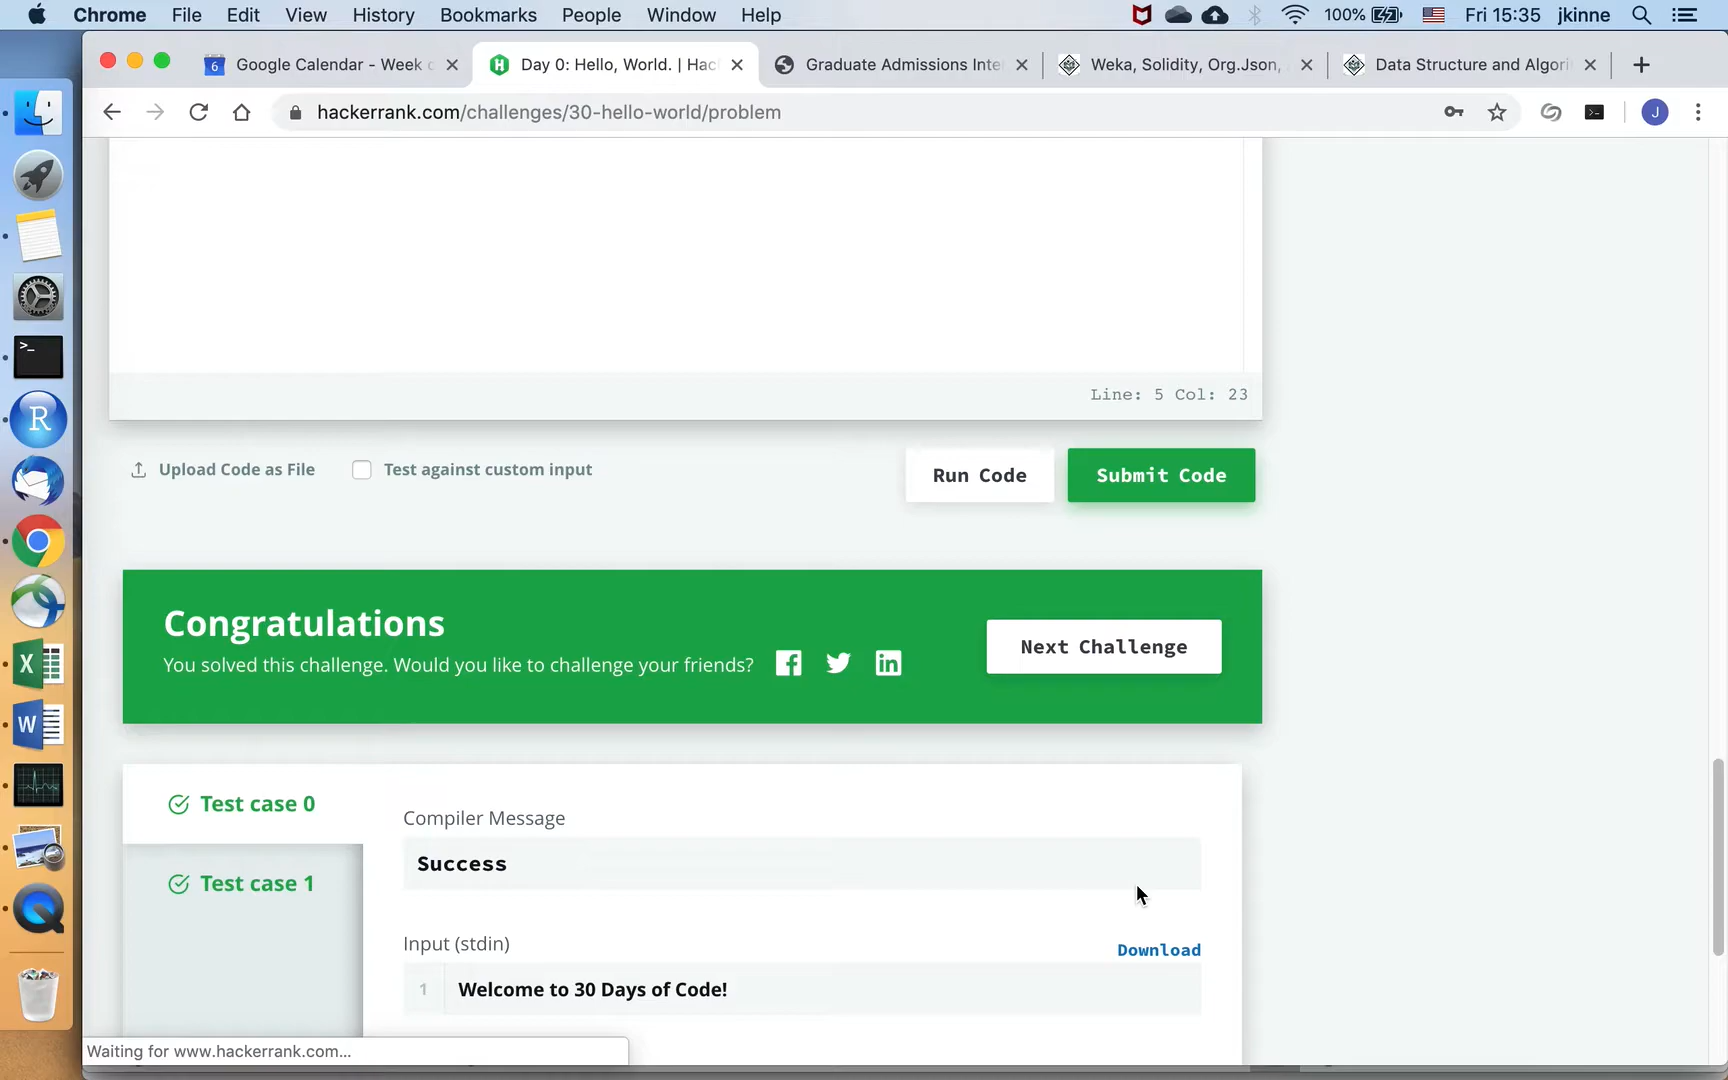 Chrome File Edit View History Bookmarks People Window Help 100% Fri 15:35 jkinne
6 Google Calendar - Week Day 0: Hello, World. | Hac Graduate Admissions Inte Weka, Solidity, Org.Json, Data Structure and Algori
hackerrank.com/challenges/30-hello-world/problem J
Line: 5 Col: 23
Upload Code as File Test against custom input Run Code Submit Code
Congratulations
You solved this challenge. Would you like to challenge your friends?
Next Challenge
Test case 0
Test case 1
Compiler Message
Success
Input (stdin) Download
1 Welcome to 30 Days of Code!
Waiting for www.hackerrank.com...